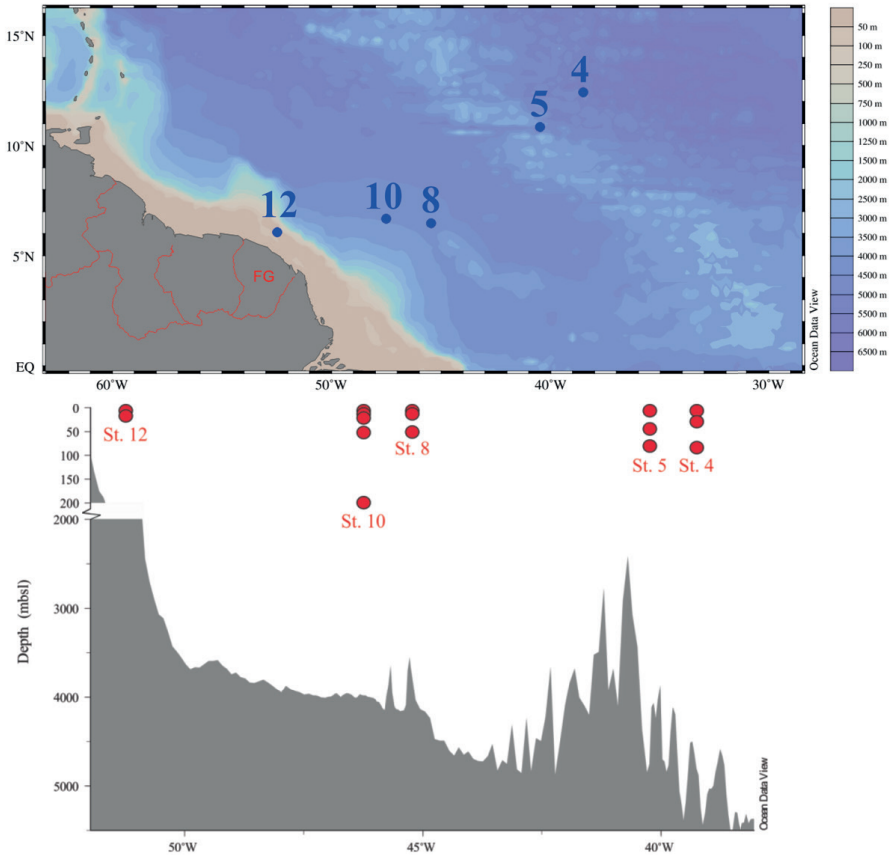 15°N
10°N
5°N
EQ
60°W
50°W
40°W
30°W
4
5
12
10
8
FG
Ocean Data View
50 m
100 m
250 m
500 m
750 m
1000 m
1250 m
1500 m
2000 m
2500 m
3000 m
3500 m
4000 m
4500 m
5000 m
5500 m
6000 m
6500 m
0
50
100
150
200
2000
3000
4000
5000
Depth (mbsl)
St. 12
St. 10
St. 8
St. 5
St. 4
50°W
45°W
40°W
Ocean Data View